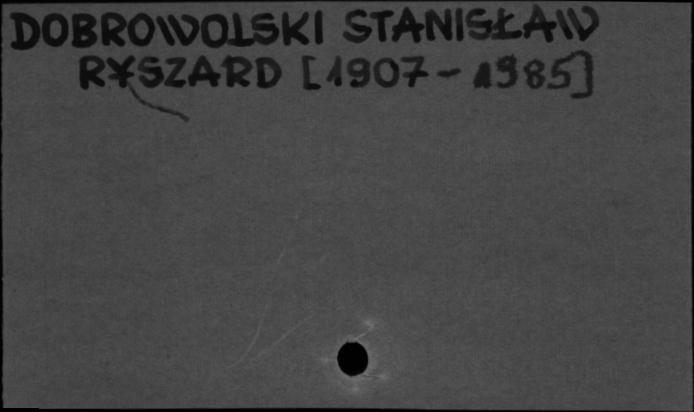 DOBROWOLSKI STANISŁAW
RYSZARD [1907 - 1985]